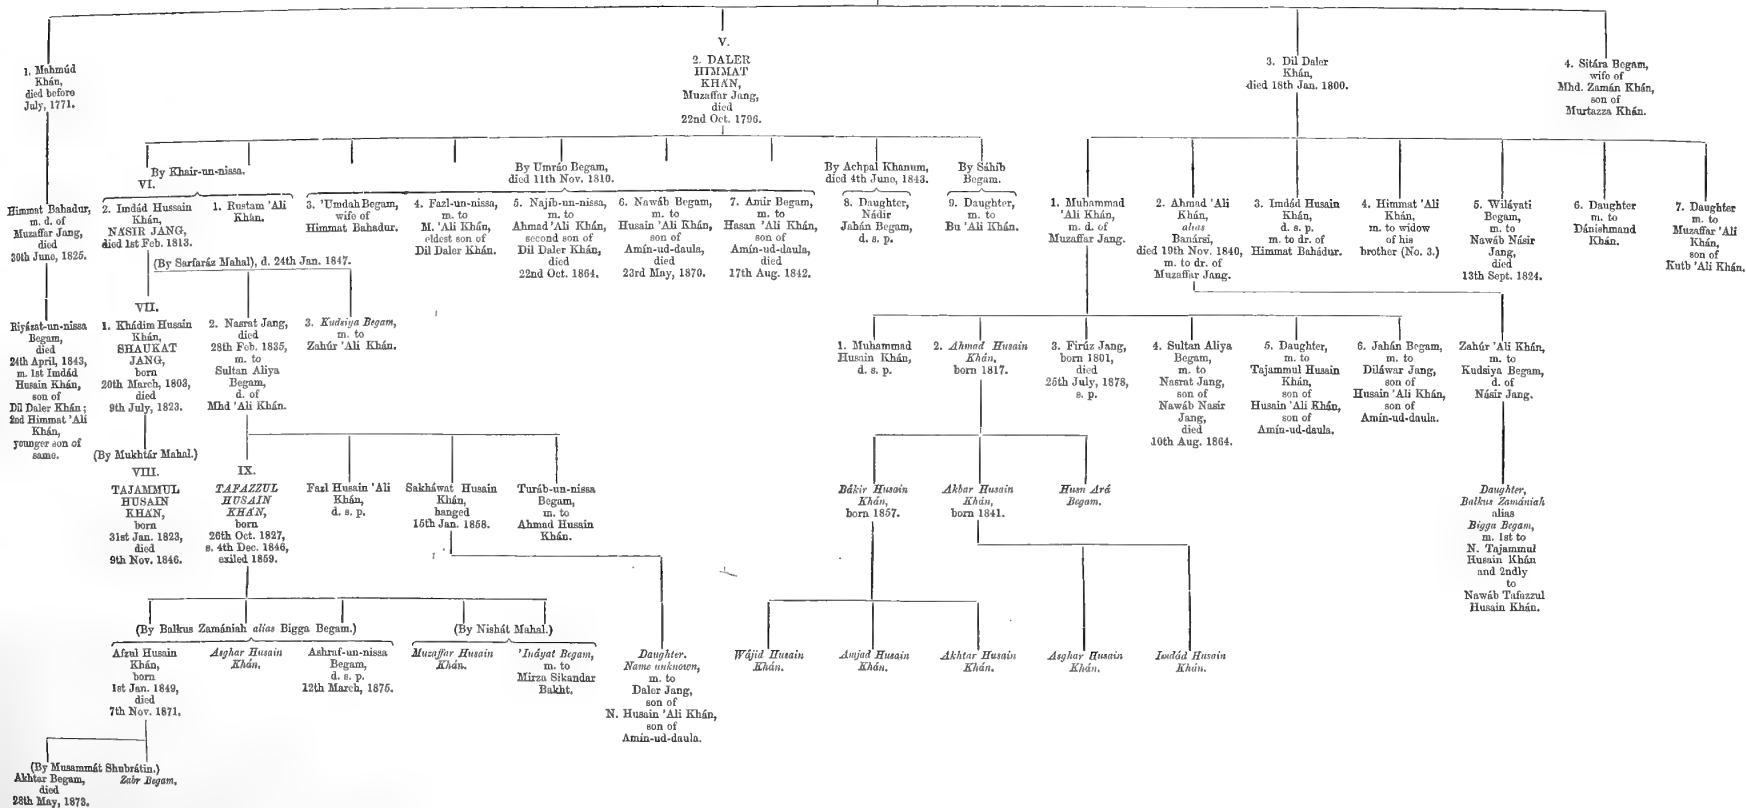 1. Mahmúd
Khán,
died before
July, 1771.
V.
2. DALER
HIMMAT
KHÁN,
Muzaffar Jang,
died
22nd Oct. 1796.
3. Dil Daler
Khán,
died 18th Jan. 1800.
4. Sitára Begam,
wife of
Mhd. Zamán Khán,
son of
Murtazza Khán.
By Khair-un-nissa.
VI.
By Umráo Begam,
died 11th Nov. 1810.
By Achpal Khanum,
died 4th June, 1843.
By Sáhib
Begam.
Himmat Bahadur,
m. d. of
Muzaffar Jang,
died
30th June, 1825.
2. Imdád Hussain
Khán,
NÁSIR JANG,
died 1st Feb. 1813.
1. Rustam 'Ali
Khán.
3. 'Umdah Begam,
wife of
Himmat Bahadur.
4. Fazl-un-nissa,
m. to
M. 'Ali Khán,
eldest son of
Dil Daler Khán.
5. Najíb-un-nissa,
m. to
Ahmad 'Ali Khán,
second son of
Dil Daler Khán,
died
22nd Oct. 1864.
6. Nawáb Begam,
m. to
Husain 'Ali Khán,
son of
Amín-ud-daula,
died
23rd May, 1870.
7. Amír Begam,
m. to
Hasan 'Ali Khán,
son of
Amín-ud-daula,
died
17th Aug. 1842.
8. Daughter,
Nádir
Jahán Begam,
d. s. p.
9. Daughter,
m. to
Bu 'Ali Khán.
1. Muhammad
'Ali Khán,
m. d. of
Muzaffar Jang.
2. Ahmad 'Ali
Khán,
alias
Banársi,
died 19th Nov. 1840,
m. to dr. of
Muzaffar Jang.
3. Imdád Husain
Khán,
d. s. p.
m. to dr. of
Himmat Bahádur.
4. Himmat 'Ali
Khán,
m. to widow
of his
brother (No. 3.)
5. Wiláyati
Begam,
m. to
Nawáb Násir
Jang,
died
13th Sept. 1824.
6. Daughter
m. to
Dánishmand
Khán.
7. Daughter
m. to
Muzaffar 'Ali
Khán,
son of
Kutb 'Ali Khán.
(By Sarfaráz Mahal), d. 24th Jan. 1847.
Riyázat-un-nissa
Begam,
died
24th April, 1843,
m. 1st Imdád
Husain Khán,
son of
Dil Daler Khán;
2nd Himmat 'Ali
Khán,
younger son of
same.
VII.
1. Khádim Husain
Khán,
SHAUKAT
JANG,
born
20th March, 1803,
died
9th July, 1823.
2. Nasrat Jang,
died
28th Feb. 1835,
m. to
Sultan Aliya
Begam,
d. of
Mhd 'Ali Khán.
3. Kudsiya Begam,
m. to
Zahúr 'Ali Khán.
1. Muhammad
Husain Khán,
d. s. p.
2. Ahmad Husain
Khán,
born 1817.
3. Firúz Jang,
born 1801,
died
25th July, 1878,
s. p.
4. Sultan Aliya
Begam,
m. to
Nasrat Jang,
son of
Nawáb Nasir
Jang,
died
10th Aug. 1864.
5. Daughter,
m. to
Tajammul Husain
Khán,
son of
Husain 'Ali Khán,
son of
Amín-ud-daula.
6. Jahán Begam,
m. to
Diláwar Jang,
son of
Husain 'Ali Khán,
son of
Amín-ud-daula.
Zahúr 'Ali Khán,
m. to
Kudsiya Begam,
d. of
Násir Jang.
(By Mukhtár Mahal.)
VIII.
TAJAMMUL
HUSAIN
KHÁN,
born
31st Jan. 1823,
died
9th Nov. 1846.
IX.
TAFAZZUL
HUSAIN
KHÁN,
born
26th Oct. 1827,
s. 4th Dec. 1846,
exiled 1859.
Fazl Husain 'Ali
Khán,
d. s. p.
Sakháwat Husain
Khán,
hanged
15th Jan. 1858.
Turáb-un-nissa
Begam,
m. to
Ahmad Husain
Khán.
Bákir Husain
Khán,
born 1857.
Akbar Husain
Khán,
born 1841.
Husn Ará
Begam.
Daughter,
Balkus Zamániah
alias
Bigga Begam,
m. 1st to
N. Tajammul
Husain Khán
and 2ndly
to
Nawáb Tafazzul
Husain Khán.
(By Balkus Zamániah alias Bigga Begam.)
(By Nishát Mahal.)
Afzul Husain
Khán,
born
1st Jan. 1849,
died
7th Nov. 1871.
Asghar Husain
Khán.
Ashraf-un-nissa
Begam,
d. s. p.
12th March, 1875.
Muzaffar Husain
Khán.
'Ináyat Begam,
m. to
Mirza Sikandar
Bakht.
Daughter.
Name unknown,
m. to
Daler Jang,
son of
N. Husain 'Ali Khán,
son of
Amín-ud-daula.
Wájid Husain
Khán.
Amjad Husain
Khán.
Akhtar Husain
Khán.
Asghar Husain
Khán.
Imdád Husain
Khán.
(By Musammát Shubrátin.)
Akhtar Begam,
died
28th May, 1873.
Zabr Begam.